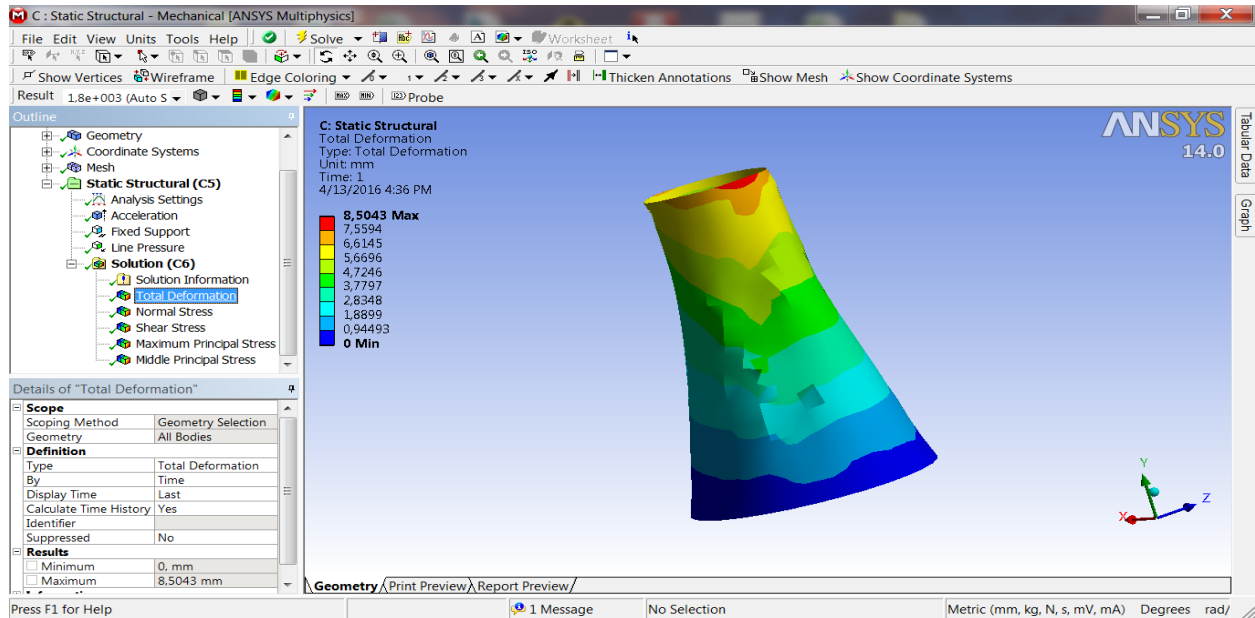 C : Static Structural - Mechanical [ANSYS Multiphysics]
File Edit View Units Tools Help Solve Worksheet
Show Vertices Wireframe Edge Coloring 1 Thicken Annotations Show Mesh Show Coordinate Systems
Result 1,8e+003 (Auto S MAX MIN 123 Probe
Outline
Geometry
Coordinate Systems
Mesh
Static Structural (C5)
Analysis Settings
Acceleration
Fixed Support
Line Pressure
Solution (C6)
Solution Information
Total Deformation
Normal Stress
Shear Stress
Maximum Principal Stress
Middle Principal Stress
Details of "Total Deformation"
Scope
Scoping Method Geometry Selection
Geometry All Bodies
Definition
Type Total Deformation
By Time
Display Time Last
Calculate Time History Yes
Identifier
Suppressed No
Results
Minimum 0, mm
Maximum 8,5043 mm
C: Static Structural
Total Deformation
Type: Total Deformation
Unit: mm
Time: 1
4/13/2016 4:36 PM
8,5043 Max
7,5594
6,6145
5,6696
4,7246
3,7797
2,8348
1,8899
0,94493
0 Min
ANSYS
14.0
Y
Z
X
Geometry Print Preview Report Preview
Tabular Data
Graph
Press F1 for Help 1 Message No Selection Metric (mm, kg, N, s, mV, mA) Degrees rad/